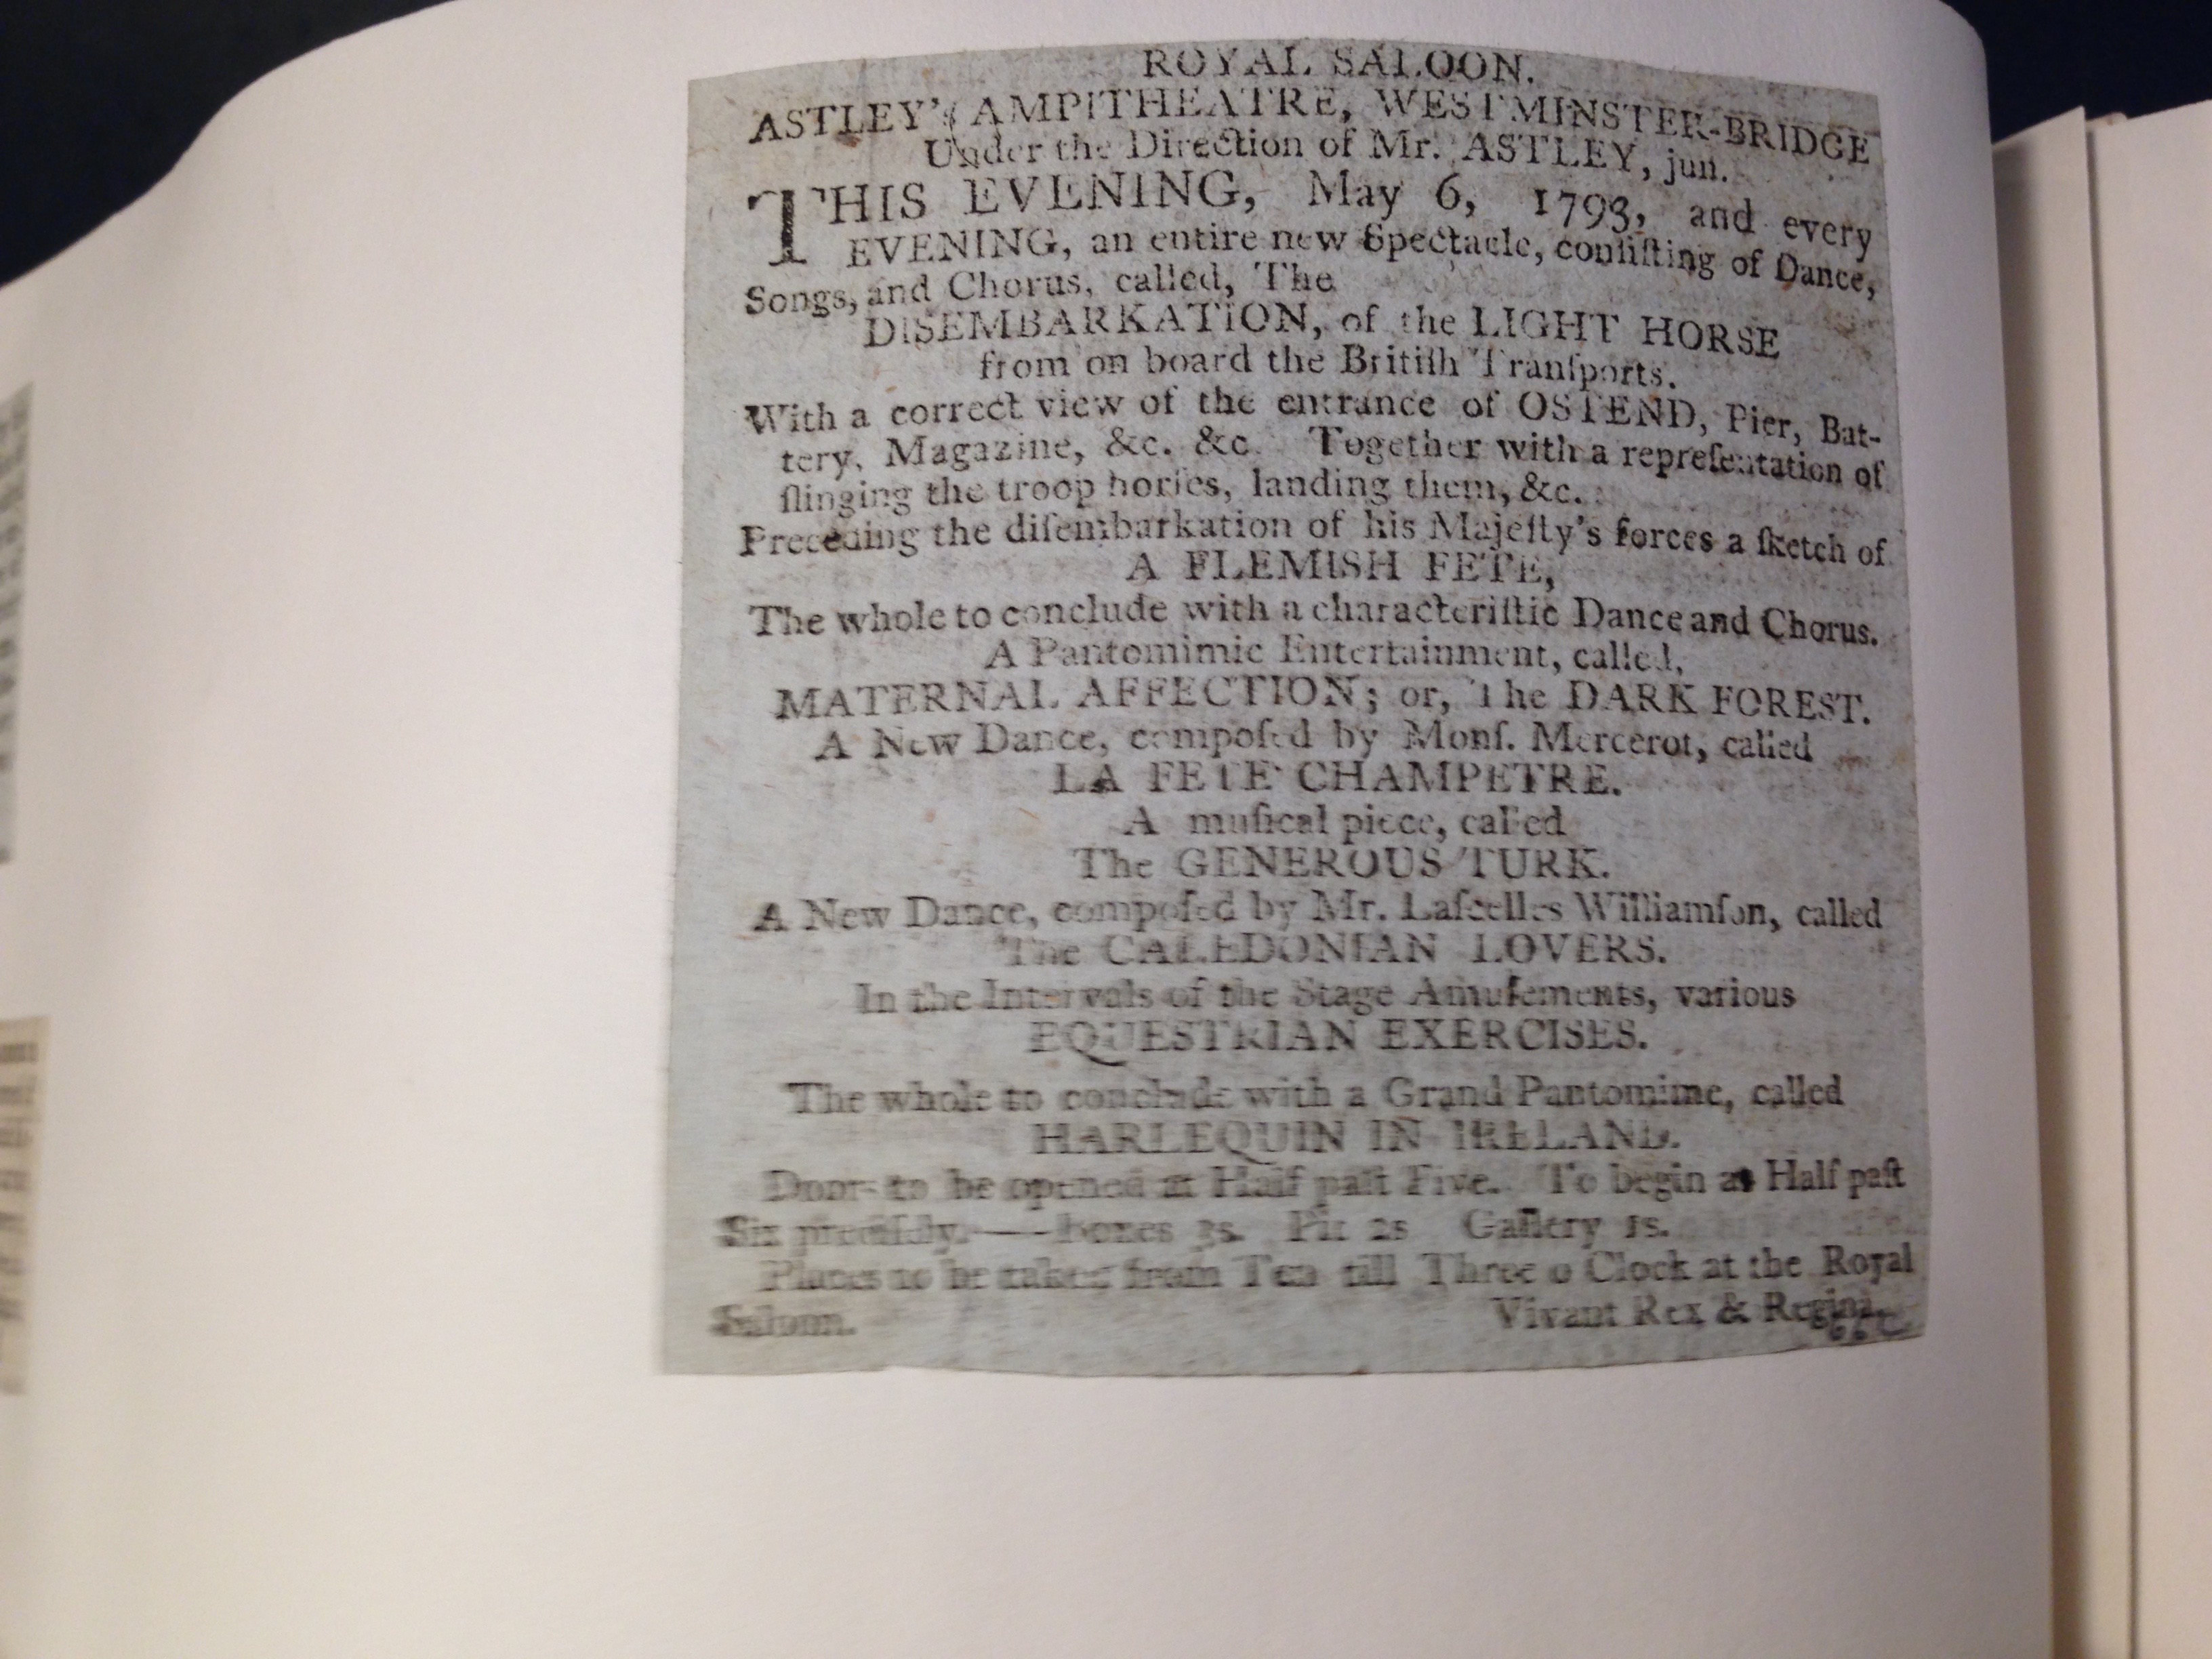 ROYAL SALOON.
ASTLEY's AMPITHEATRE, WESTMINSTER-BRIDGE
Under the Direction of Mr. ASTLEY, jun.
THIS EVENING, May 6, 1793, and every
EVENING, an entire new Spectacle, conſiſting of Dance,
Songs, and Chorus, called, The
DISEMBARKATION, of the LIGHT HORSE
from on board the Britiſh Tranſports.
With a correct view of the entrance of OSTEND, Pier, Bat-
tery, Magazine, &c. &c. Together with a repreſentation of
ſlinging the troop horſes, landing them, &c.
Preceding the diſembarkation of his Majeſty's forces a ſketch of
A FLEMISH FETE,
The whole to conclude with a characteriſtic Dance and Chorus.
A Pantomimic Entertainment, called,
MATERNAL AFFECTION; or, The DARK FOREST.
A New Dance, compoſed by Monſ. Mercerot, called
LA FETE CHAMPETRE.
A muſical piece, called
The GENEROUS TURK.
A New Dance, compoſed by Mr. Laſcelles Williamſon, called
The CALEDONIAN LOVERS.
In the Intervals of the Stage Amuſements, various
EQUESTRIAN EXERCISES.
The whole to conclude with a Grand Pantomime, called
HARLEQUIN IN IRELAND.
Doors to be opened at Half paſt Five. To begin at Half paſt
Six preciſely.——Boxes 3s. Pit 2s Gallery 1s.
Places to be taken from Ten till Three o Clock at the Royal
Saloon. Vivant Rex & Regina.